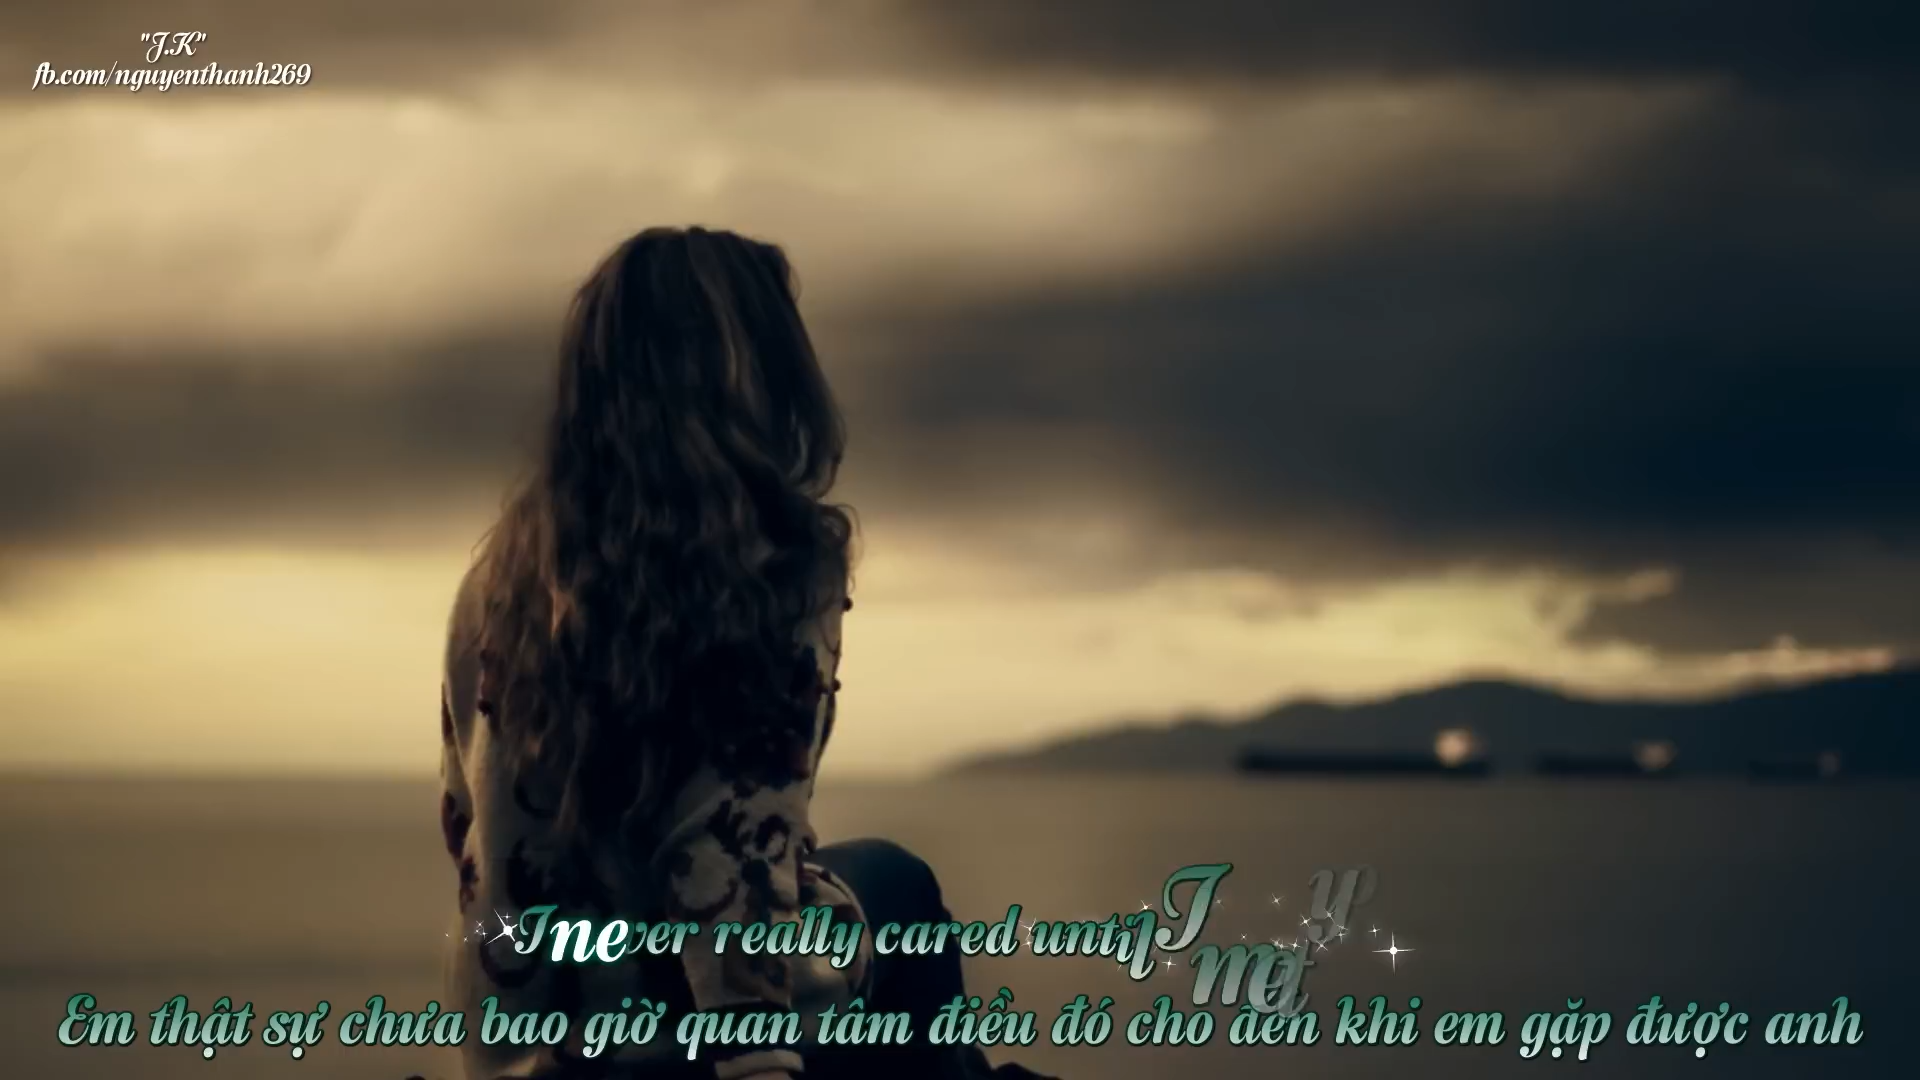 "J.K"
fb.com/nguyenthanh269
I never really cared until I met y
Em thật sự chưa bao giờ quan tâm điều đó cho đến khi em gặp được anh